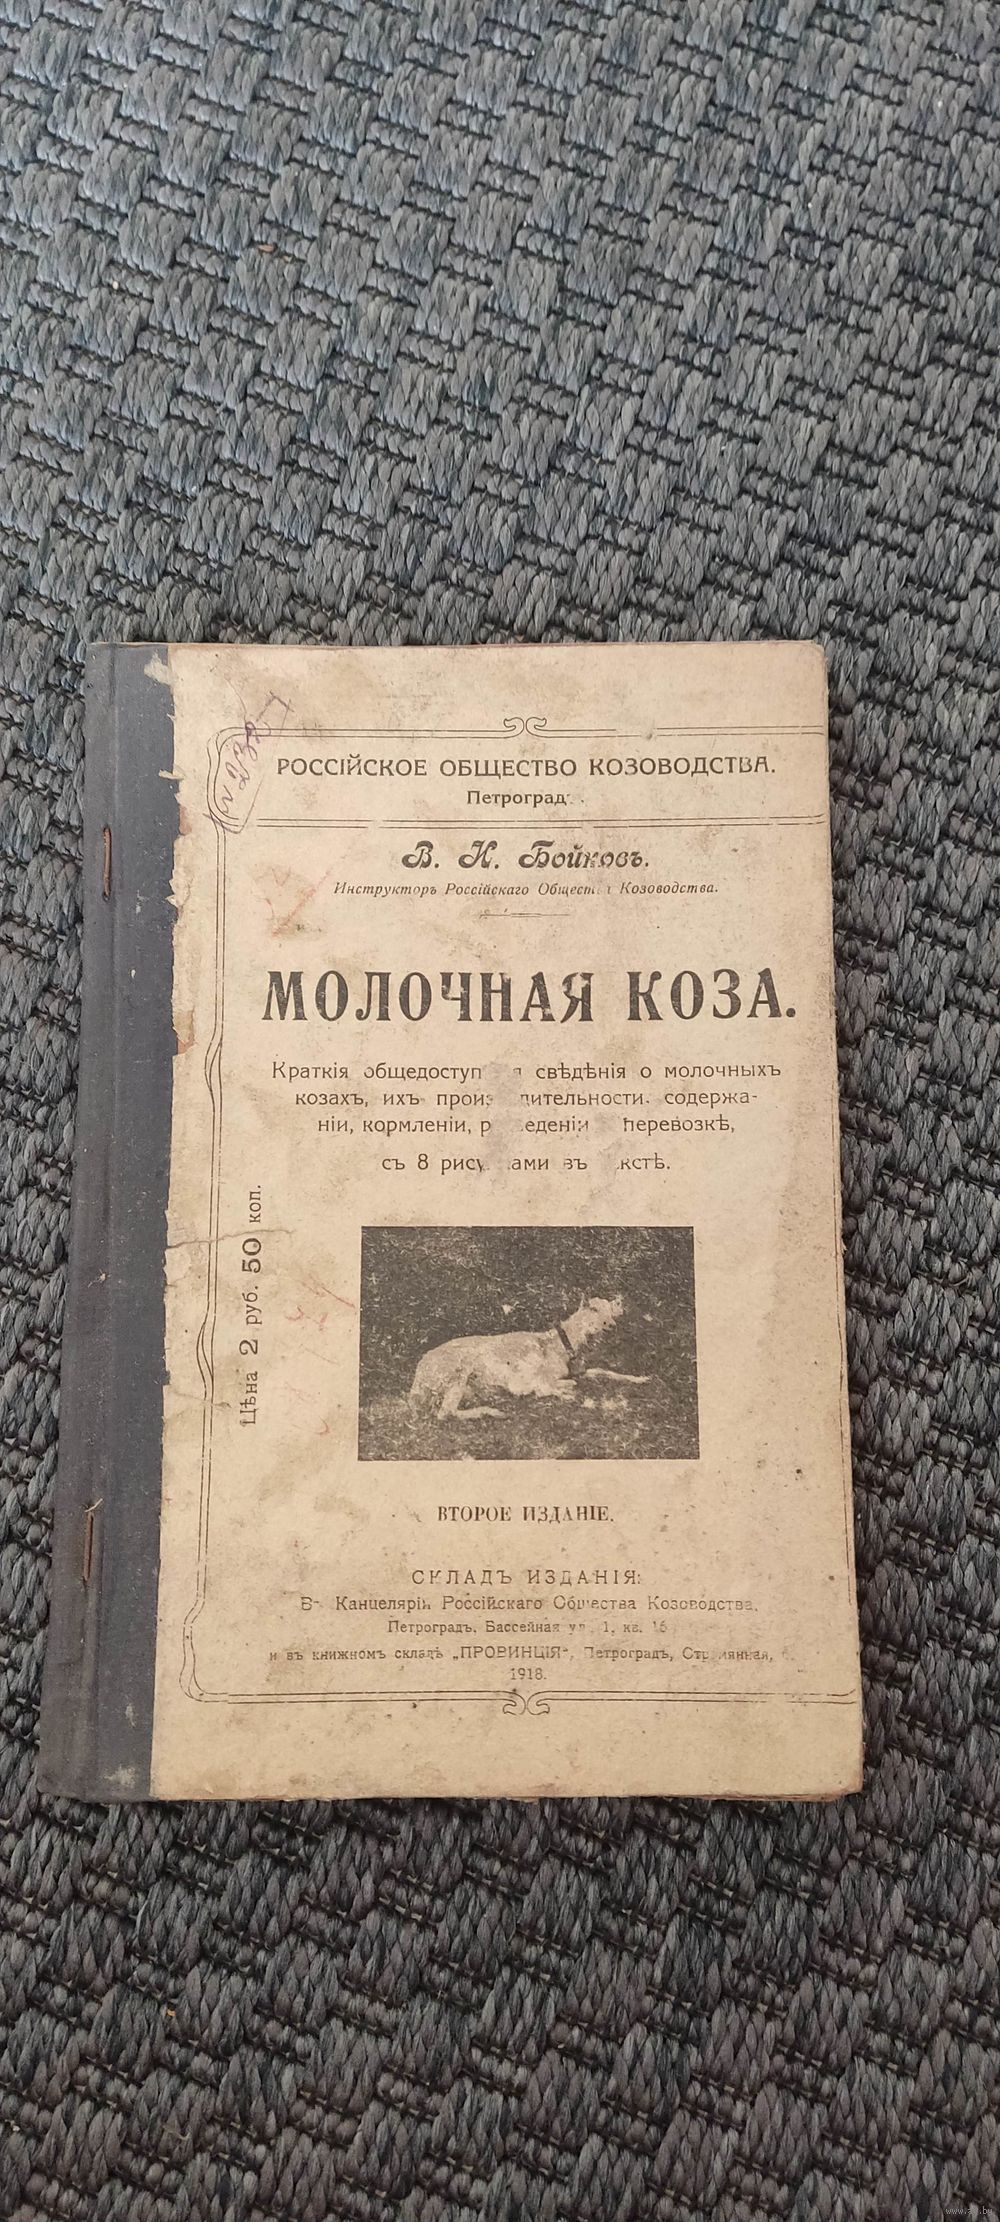 № 232
РОССІЙСКОЕ ОБЩЕСТВО КОЗОВОДСТВА.
Петроградъ.
В. Н. Бойковъ.
Инструкторъ Россійскаго Общества Козоводства.
МОЛОЧНАЯ КОЗА.
Краткія общедоступныя свѣдѣнія о молочныхъ
козахъ, ихъ производительности, содержа-
ніи, кормленіи, разведеніи и перевозкѣ,
съ 8 рисунками въ текстѣ.
Цѣна 2 руб. 50 коп.
ВТОРОЕ ИЗДАНІЕ.
СКЛАДЪ ИЗДАНІЯ:
Въ Канцеляріи Россійскаго Общества Козоводства,
Петроградъ, Бассейная ул. 1, кв.
и въ книжномъ складѣ „ПРОВИНЦІЯ", Петроградъ, Стремянная,
1918.